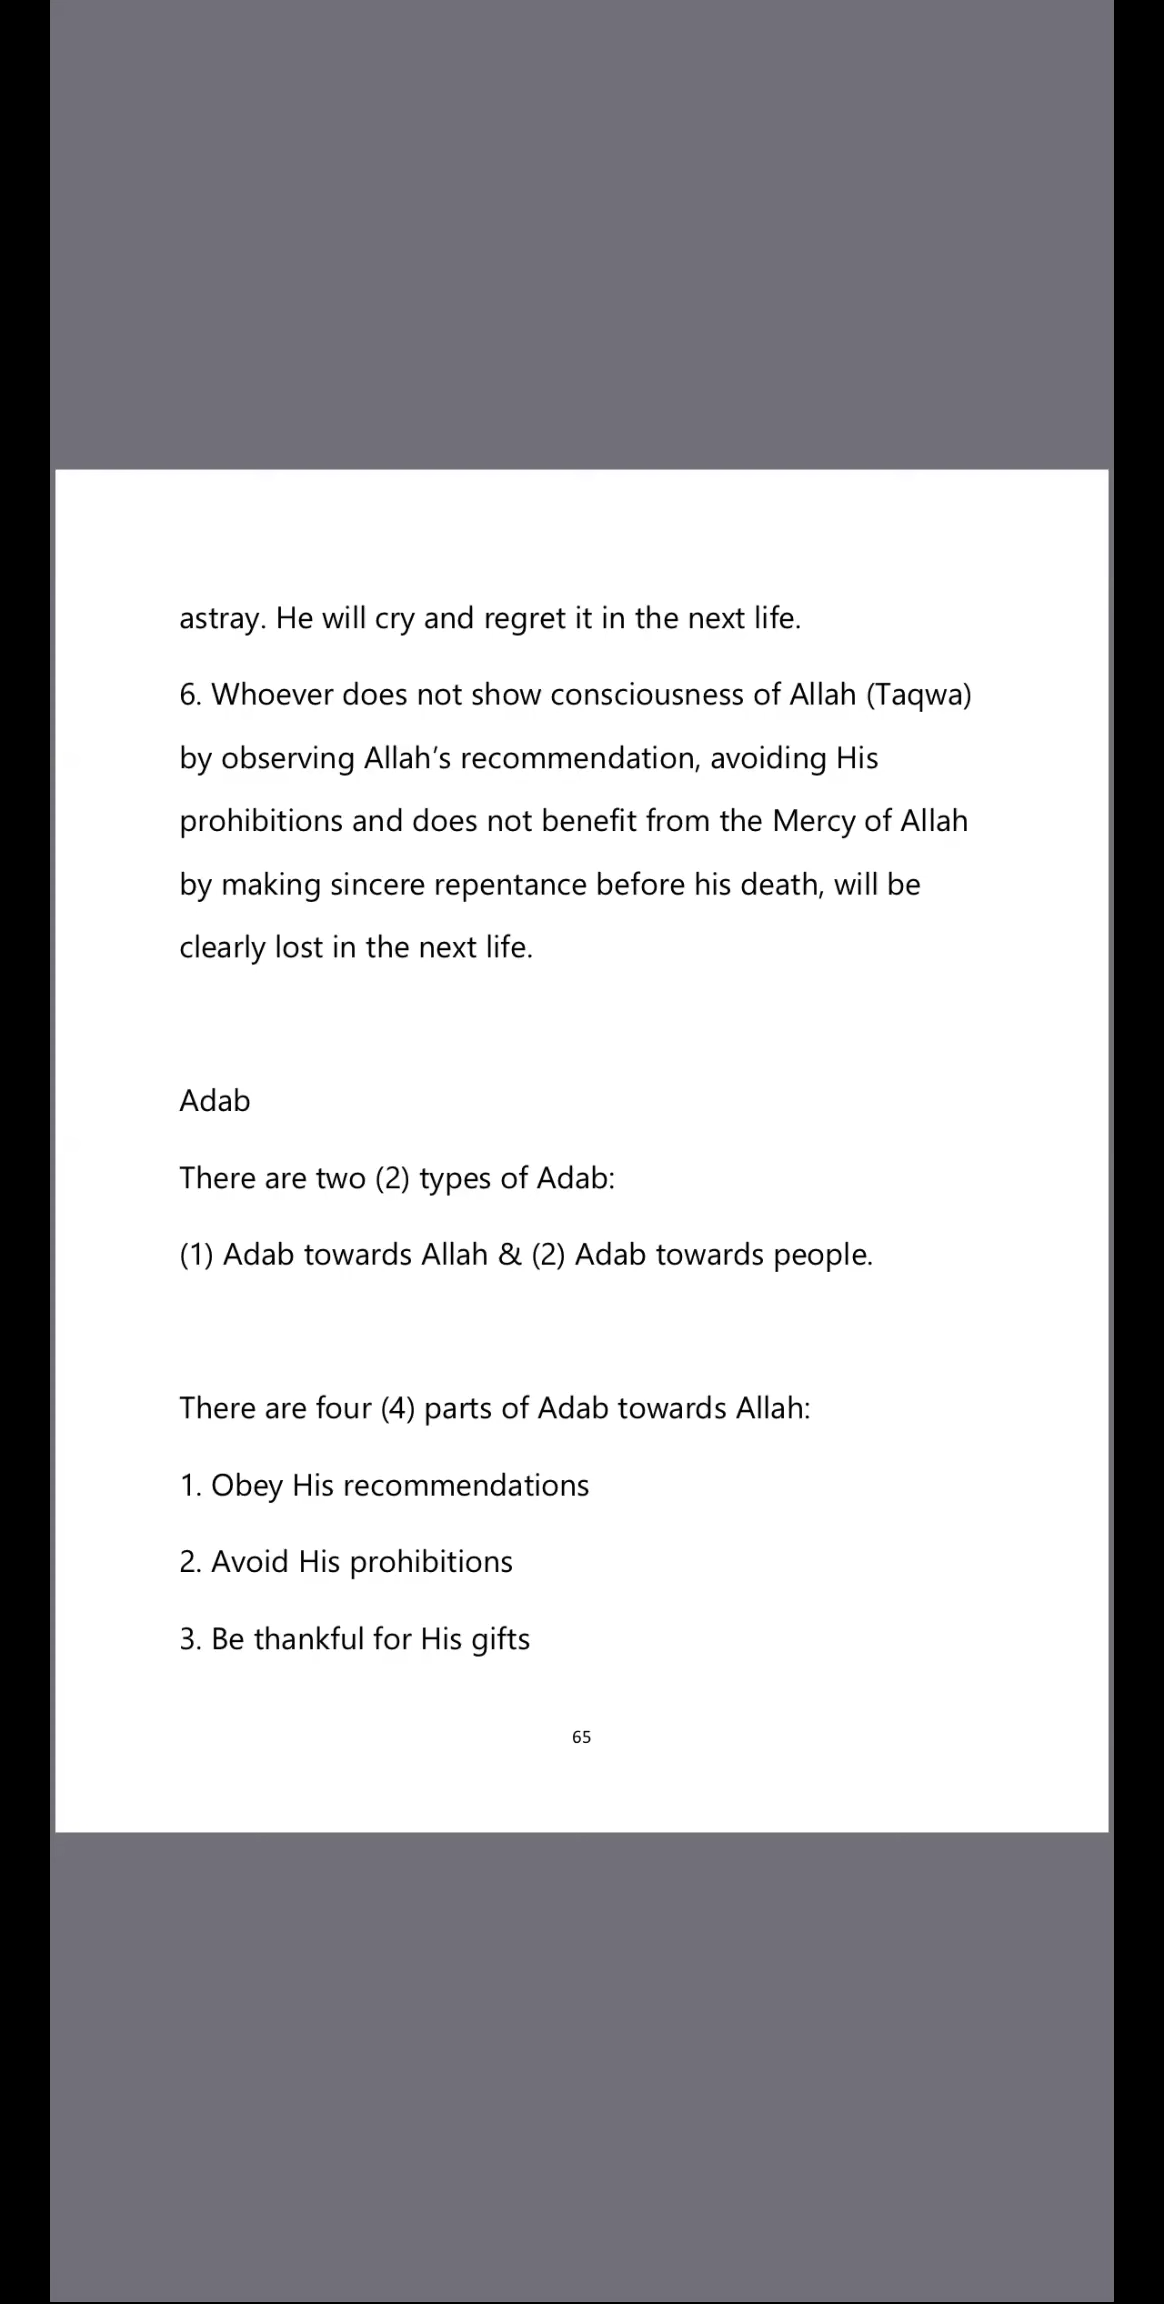 astray. He will cry and regret it in the next life.
6. Whoever does not show consciousness of Allah (Taqwa)
by observing Allah’s recommendation, avoiding His
prohibitions and does not benefit from the Mercy of Allah
by making sincere repentance before his death, will be
clearly lost in the next life.
Adab
There are two (2) types of Adab:
(1) Adab towards Allah & (2) Adab towards people.
There are four (4) parts of Adab towards Allah:
1. Obey His recommendations
2. Avoid His prohibitions
3. Be thankful for His gifts
65